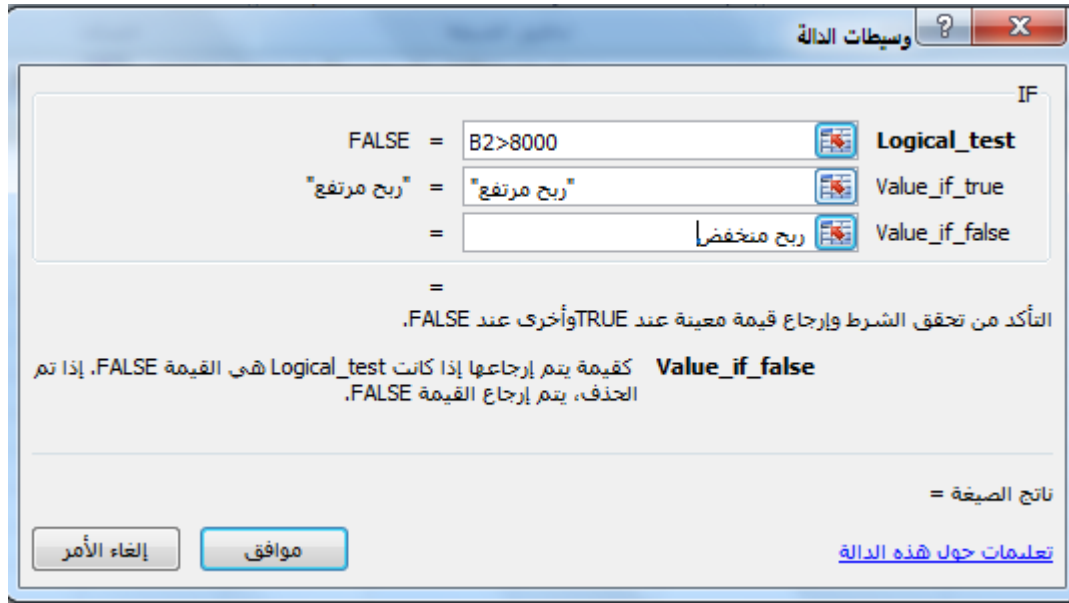 وسيطات الدالة
IF
Logical_test B2>8000 = FALSE
Value_if_true "ربح مرتفع" = "ربح مرتفع"
Value_if_false ربح منخفض =
=
التأكد من تحقق الشرط وإرجاع قيمة معينة عند TRUEوأخرى عند FALSE.
Value_if_false كقيمة يتم إرجاعها إذا كانت Logical_test هي القيمة FALSE. إذا تم
الحذف، يتم إرجاع القيمة FALSE.
ناتج الصيغة =
تعليمات حول هذه الدالة
موافق
إلغاء الأمر